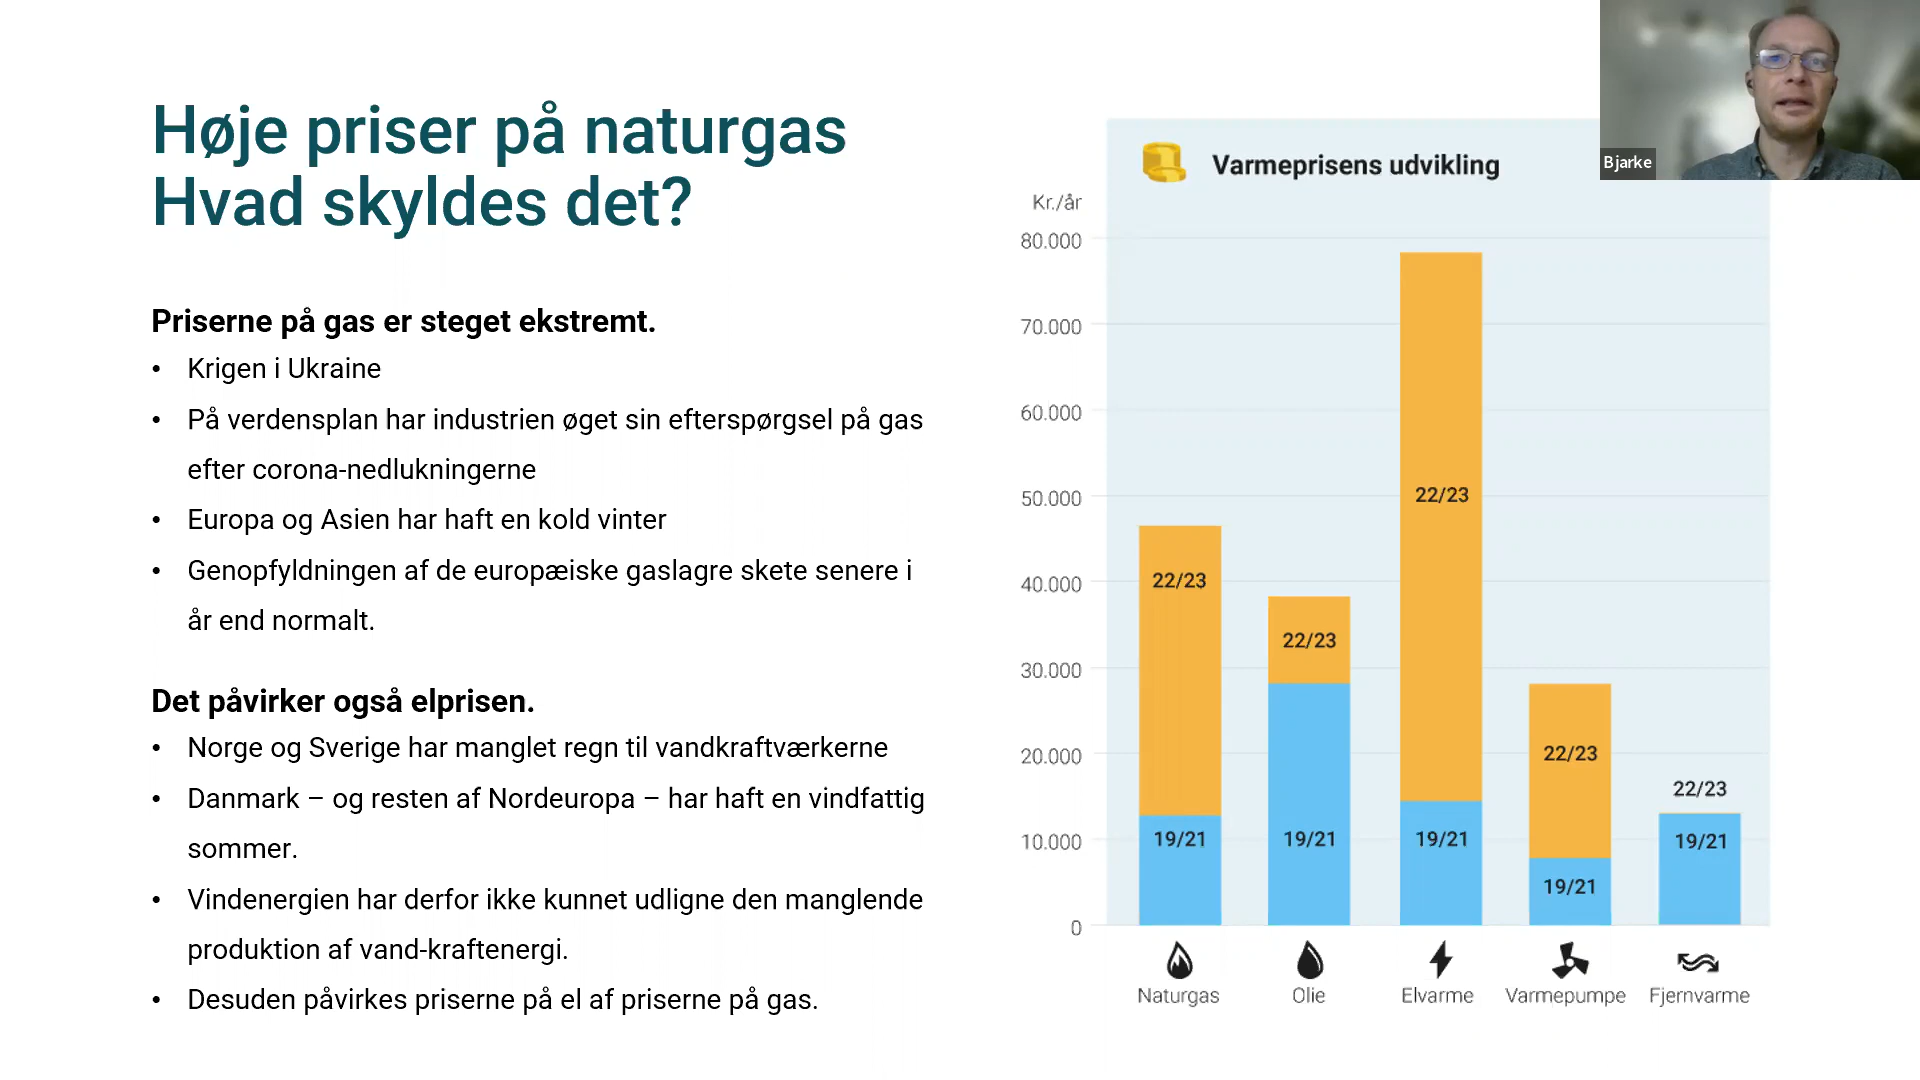 Høje priser på naturgas
Hvad skyldes det?
Priserne på gas er steget ekstremt.
• Krigen i Ukraine
• På verdensplan har industrien øget sin efterspørgsel på gas
efter corona-nedlukningerne
• Europa og Asien har haft en kold vinter
• Genopfyldningen af de europæiske gaslagre skete senere i
år end normalt.
Det påvirker også elprisen.
• Norge og Sverige har manglet regn til vandkraftværkerne
• Danmark – og resten af Nordeuropa – har haft en vindfattig
sommer.
• Vindenergien har derfor ikke kunnet udligne den manglende
produktion af vand-kraftenergi.
• Desuden påvirkes priserne på el af priserne på gas.
Bjarke
Varmeprisens udvikling
Kr./år
80.000
70.000
60.000
50.000
40.000
30.000
20.000
10.000
0
22/23
19/21
22/23
19/21
22/23
19/21
22/23
19/21
22/23
19/21
Naturgas
Olie
Elvarme
Varmepumpe
Fjernvarme